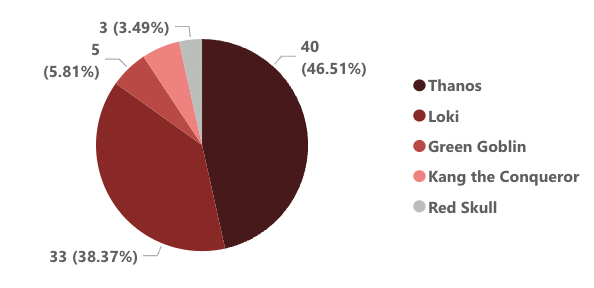 3 (3.49%)
40
(46.51%)
5
(5.81%)
33 (38.37%)
Thanos
Loki
Green Goblin
Kang the Conqueror
Red Skull